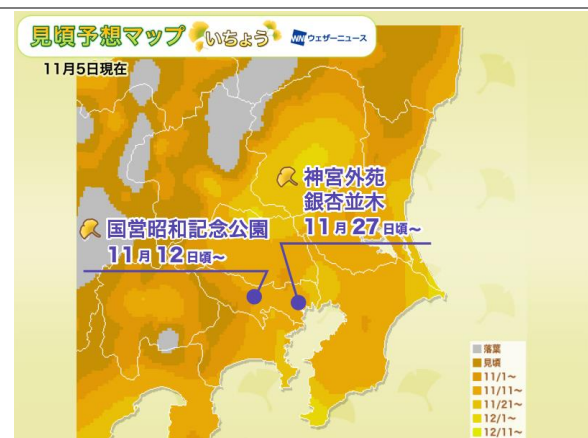 見頃予想マップ いちょう WN ウェザーニュース
11月5日現在
神宮外苑
銀杏並木
11月27日頃～
国営昭和記念公園
11月12日頃～
落葉
見頃
11/1～
11/11～
11/21～
12/1～
12/11～